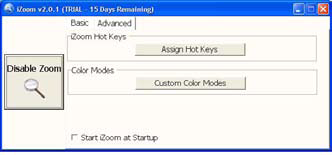 iZoom v2.0.1 (TRIAL - 15 Days Remaining)
Basic Advanced
iZoom Hot Keys
Assign Hot Keys
Disable Zoom
Color Modes
Custom Color Modes
Start iZoom at Startup